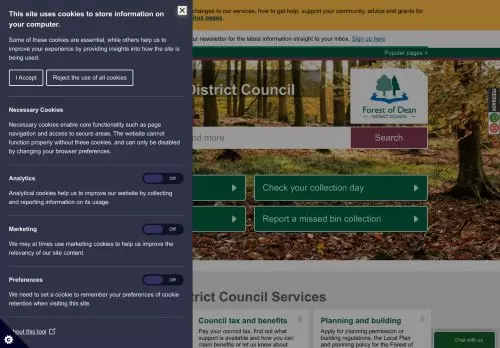 This site uses cookies to store information on
your computer.
Some of these cookies are essential, while others help us to
improve your experience by providing insights into how the site is
being used.
I Accept
Reject the use of all cookies
Necessary Cookies
Necessary cookies enable core functionality such as page
navigation and access to secure areas. The website cannot
function properly without these cookies, and can only be disabled
by changing your browser preferences.
Analytics
Off
Analytical cookies help us to improve our website by collecting
and reporting information on its usage.
Marketing
Off
We may at times use marketing cookies to help us improve the
relevancy of our site content.
Preferences
Off
We need to set a cookie to remember your preferences of cookie
retention when visiting this site.
About this tool
changes to our services, how to get help, support your community, advice and grants for
pages.
newsletter for the latest information straight to your inbox. Sign up here
Popular pages >
District Council
Forest of Dean
DISTRICT COUNCIL
and more
Search
Check your collection day
Report a missed bin collection
FEEDBACK
District Council Services
Council tax and benefits
Pay your council tax, find out what
support is available and how you can
claim benefits or let us know about
Planning and building
Apply for planning permission
or building regulations, the Local Plan
and planning policy for the Forest of
Chat with us